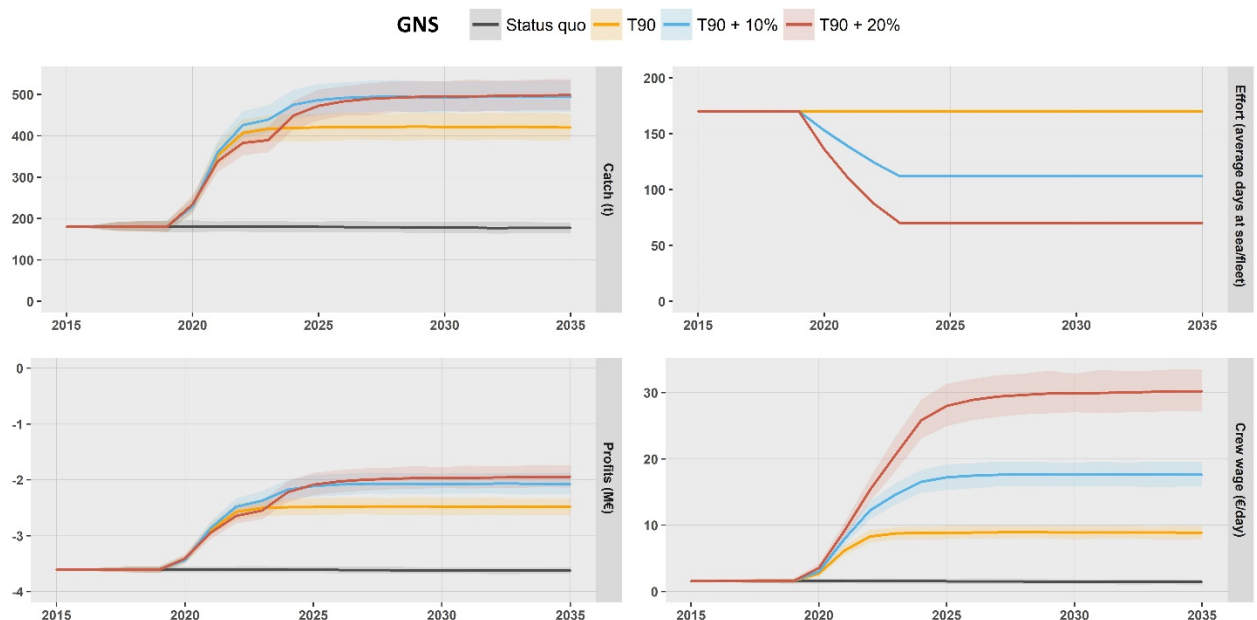 GNS Status quo T90 T90 + 10% T90 + 20%
500
400
300
200
100
0
2015 2020 2025 2030 2035
Catch (t)
200
150
100
50
0
2015 2020 2025 2030 2035
Effort (average days at sea/fleet)
0
-1
-2
-3
-4
2015 2020 2025 2030 2035
Profits (M€)
30
20
10
0
2015 2020 2025 2030 2035
Crew wage (€/day)